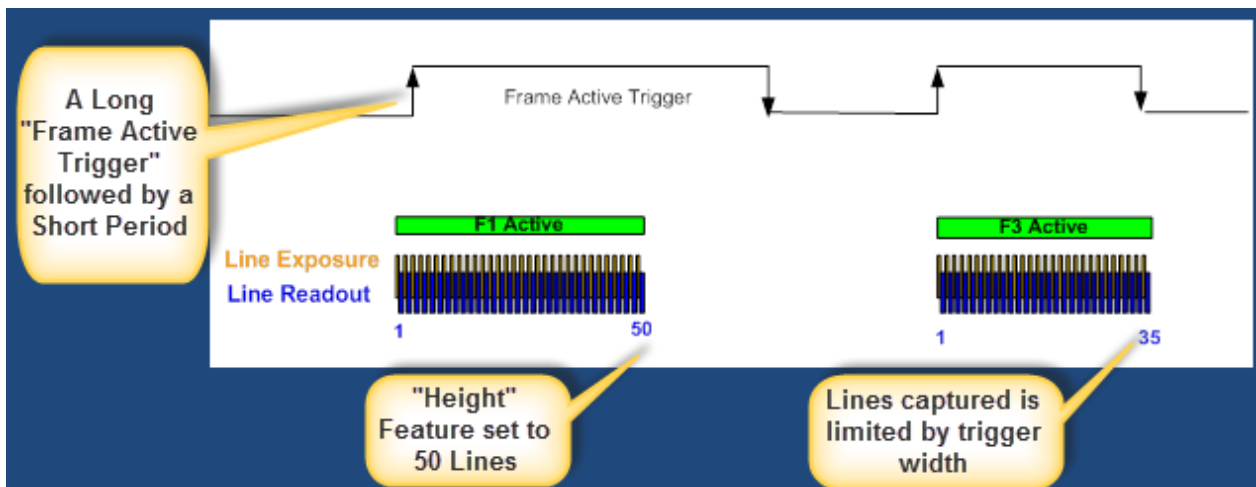 A Long
"Frame Active
Trigger"
followed by a
Short Period
Frame Active Trigger
F1 Active
F3 Active
Line Exposure
Line Readout
1
50
1
35
"Height"
Feature set to
50 Lines
Lines captured is
limited by trigger
width